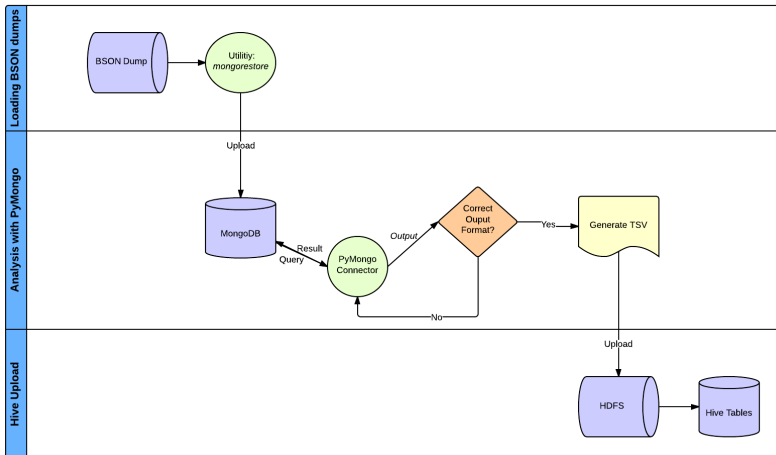 Loading BSON dumps
BSON Dump
Utilitiy:
mongorestore
Upload
Analysis with PyMongo
MongoDB
Result
Query
PyMongo
Connector
Output
Correct
Ouput
Format?
Yes
No
Generate TSV
Upload
Hive Upload
HDFS
Hive Tables